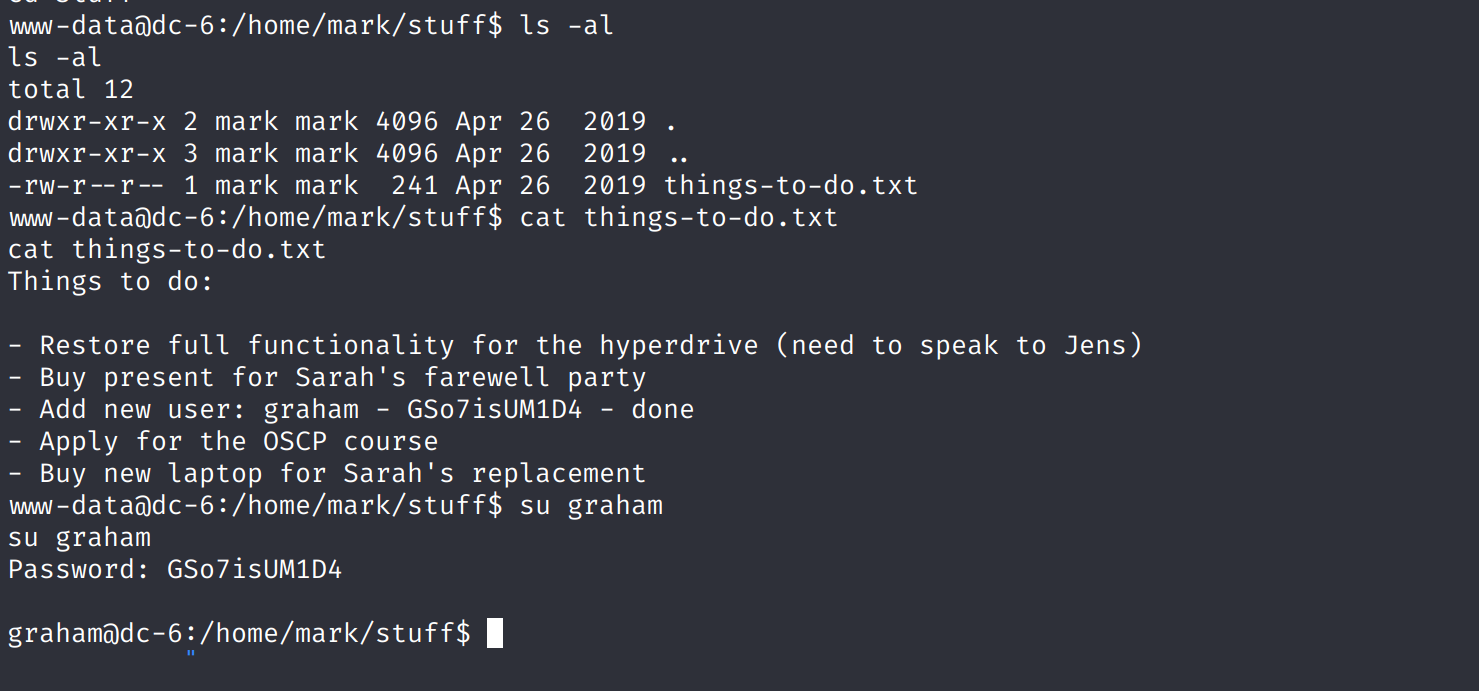 www-data@dc-6:/home/mark/stuff$ ls -al
ls -al
total 12
drwxr-xr-x 2 mark mark 4096 Apr 26  2019 .
drwxr-xr-x 3 mark mark 4096 Apr 26  2019 ..
-rw-r--r-- 1 mark mark  241 Apr 26  2019 things-to-do.txt
www-data@dc-6:/home/mark/stuff$ cat things-to-do.txt
cat things-to-do.txt
Things to do:
- Restore full functionality for the hyperdrive (need to speak to Jens)
- Buy present for Sarah's farewell party
- Add new user: graham - GSo7isUM1D4 - done
- Apply for the OSCP course
- Buy new laptop for Sarah's replacement
www-data@dc-6:/home/mark/stuff$ su graham
su graham
Password: GSo7isUM1D4
graham@dc-6:/home/mark/stuff$
"